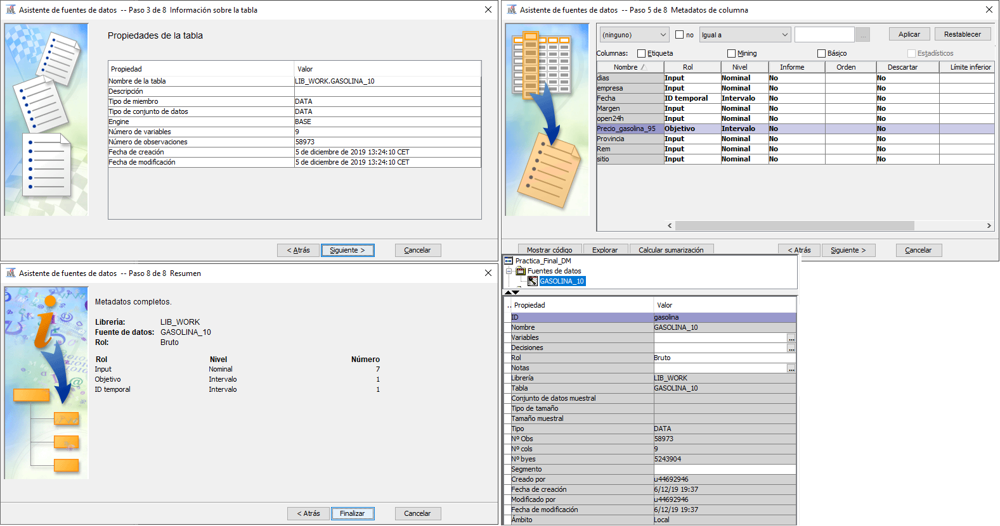 Asistente de fuentes de datos -- Paso 3 de 8 Información sobre la tabla
Propiedades de la tabla
Propiedad Valor
Nombre de la tabla LIB_WORK.GASOLINA_10
Descripción
Tipo de miembro DATA
Tipo de conjunto de datos DATA
Engine BASE
Número de variables 9
Número de observaciones 58973
Fecha de creación 5 de diciembre de 2019 13:24:10 CET
Fecha de modificación 5 de diciembre de 2019 13:24:10 CET
< Atrás Siguiente > Cancelar
Asistente de fuentes de datos -- Paso 5 de 8 Metadatos de columna
(ninguno) no Igual a ... Aplicar Restablecer
Columnas: Etiqueta Mining Básico Estadísticos
Nombre Rol Nivel Informe Orden Descartar Límite inferior
dias Input Nominal No No
empresa Input Nominal No No
Fecha ID temporal Intervalo No No
Margen Input Nominal No No
open24h Input Nominal No No
Precio_gasolina_95 Objetivo Intervalo No No
Provincia Input Nominal No No
Rem Input Nominal No No
sitio Input Nominal No No
Mostrar código Explorar Calcular sumarización < Atrás Siguiente > Cancelar
Asistente de fuentes de datos -- Paso 8 de 8 Resumen
Metadatos completos.
Librería: LIB_WORK
Fuente de datos: GASOLINA_10
Rol: Bruto
Rol Nivel Número
Input Nominal 7
Objetivo Intervalo 1
ID temporal Intervalo 1
< Atrás Finalizar Cancelar
Practica_Final_DM
Fuentes de datos
GASOLINA_10
.. Propiedad Valor
ID gasolina
Nombre GASOLINA_10
Variables ...
Decisiones ...
Rol Bruto
Notas ...
Librería LIB_WORK
Tabla GASOLINA_10
Conjunto de datos muestral
Tipo de tamaño
Tamaño muestral
Tipo DATA
Nº Obs 58973
Nº cols 9
Nº byes 5243904
Segmento
Creado por u44692946
Fecha de creación 6/12/19 19:37
Modificado por u44692946
Fecha de modificación 6/12/19 19:37
Ámbito Local